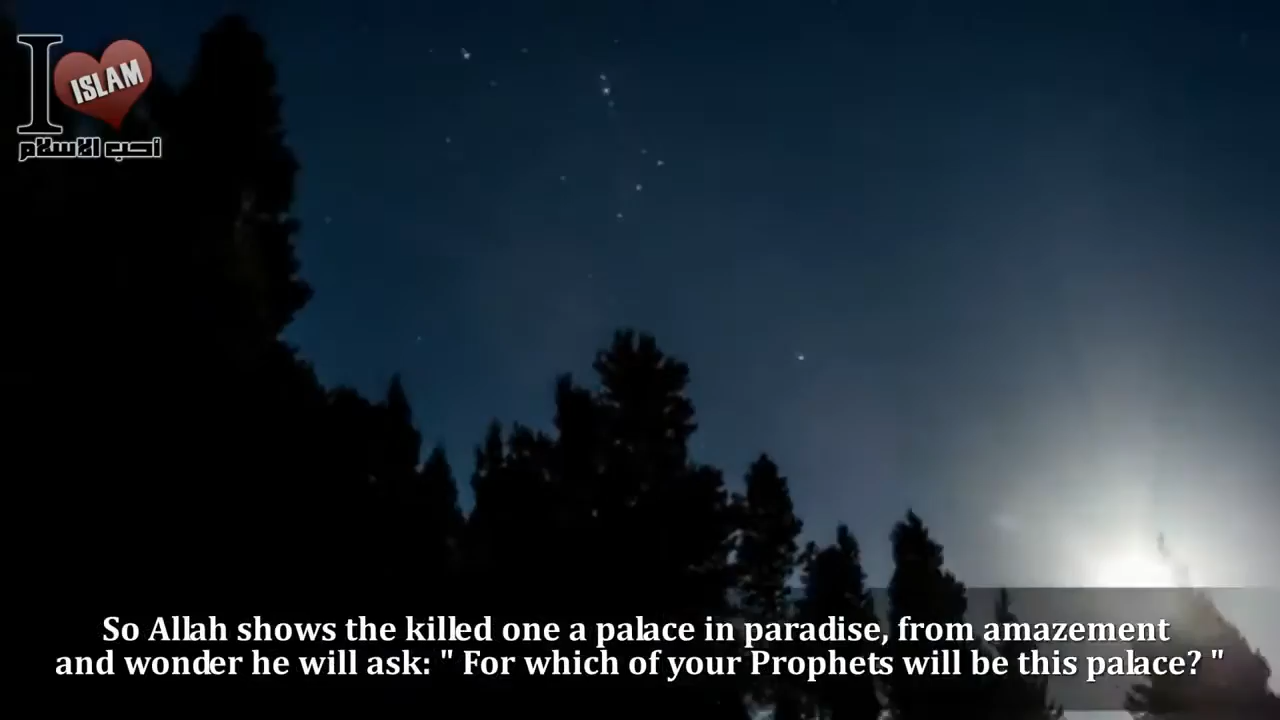 I ISLAM
أحب الاسلام
So Allah shows the killed one a palace in paradise, from amazement
and wonder he will ask: " For which of your Prophets will be this palace? "